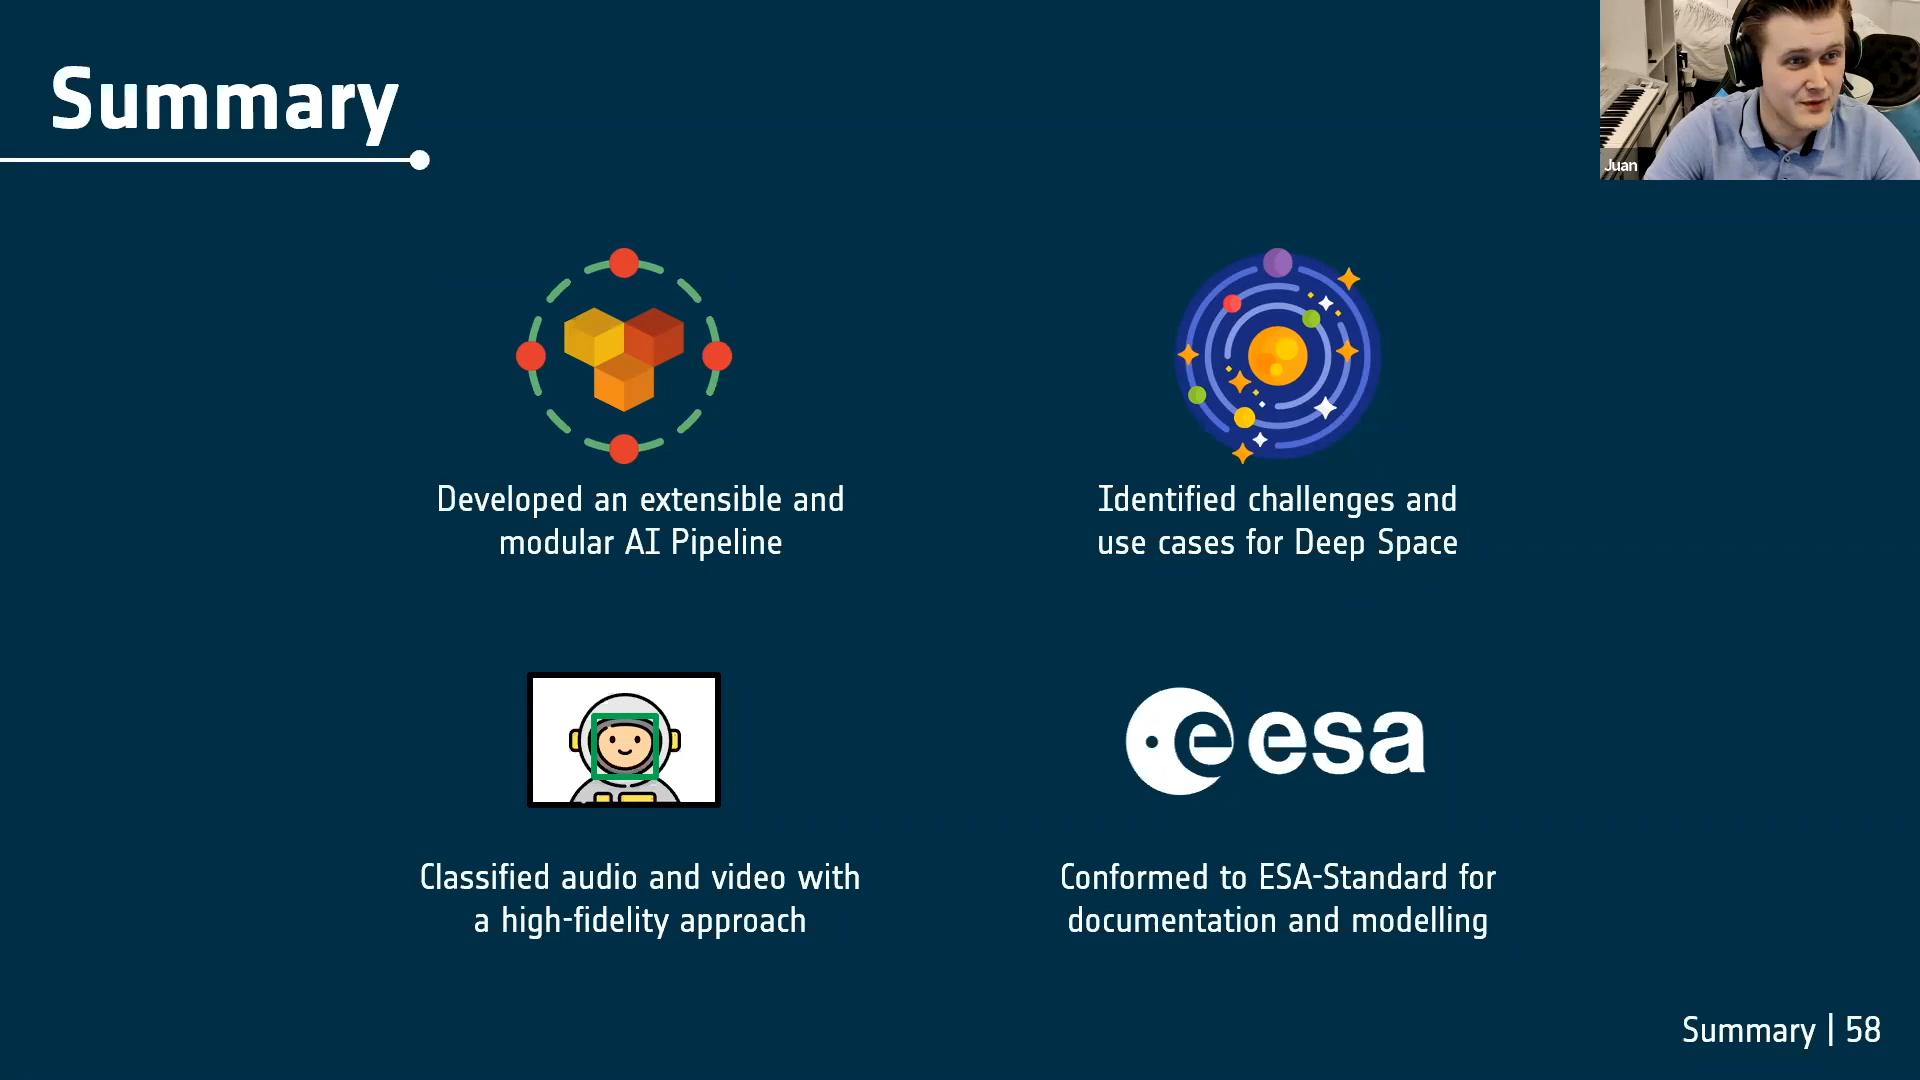 Summary
Juan
Developed an extensible and
modular AI Pipeline
Identified challenges and
use cases for Deep Space
esa
Classified audio and video with
a high-fidelity approach
Conformed to ESA-Standard for
documentation and modelling
Summary | 58